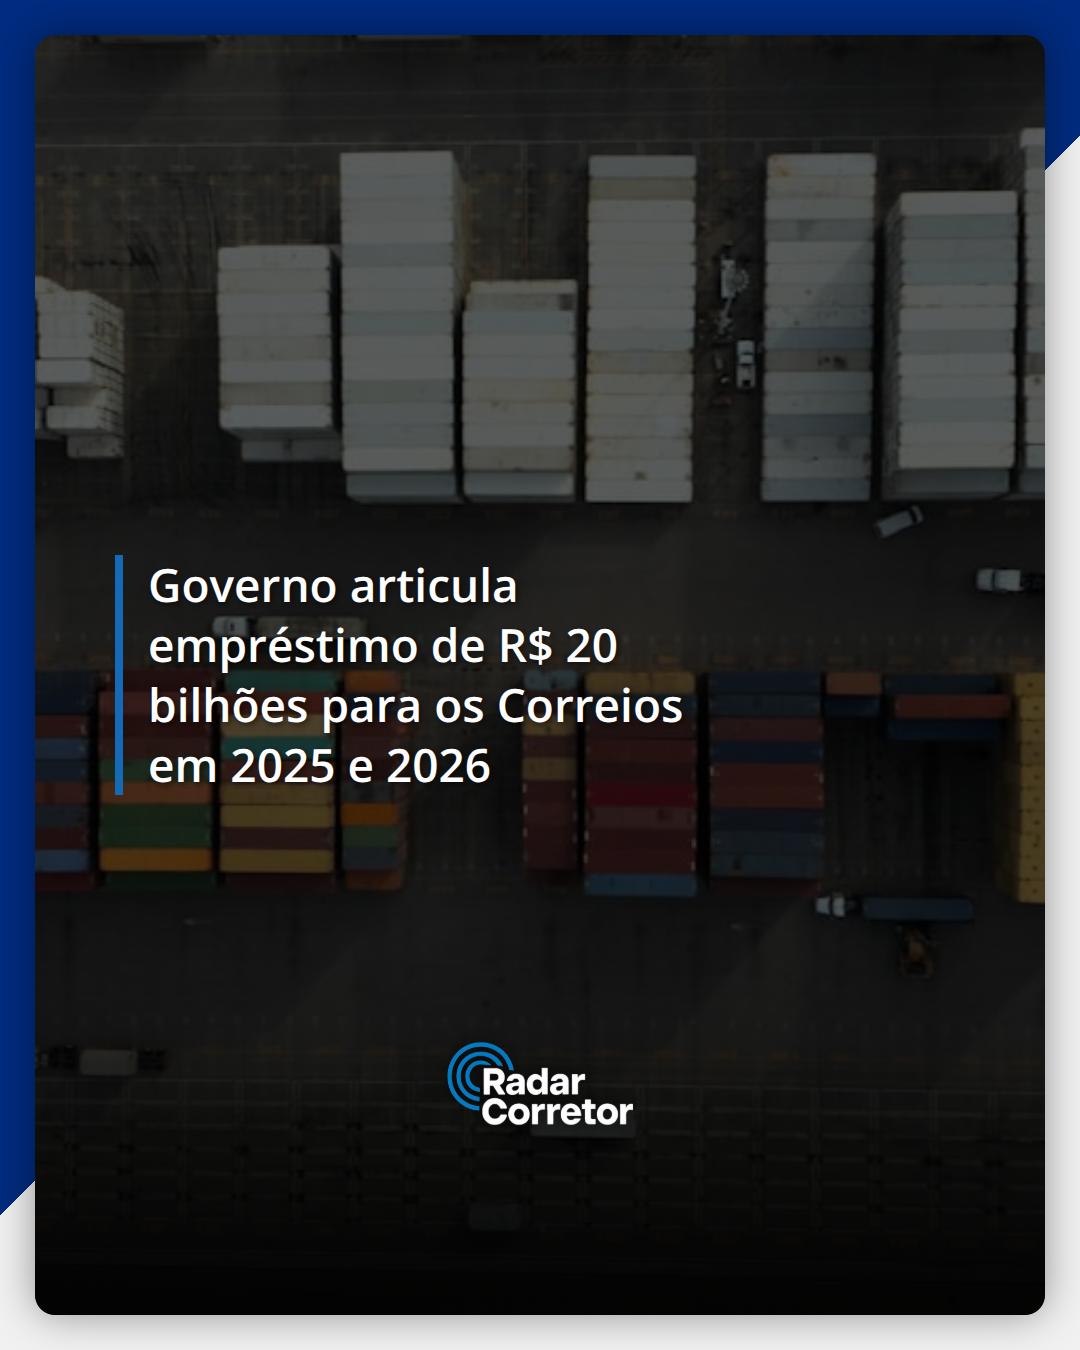 Governo articula
empréstimo de R$ 20
bilhões para os Correios
em 2025 e 2026
Radar
Corretor